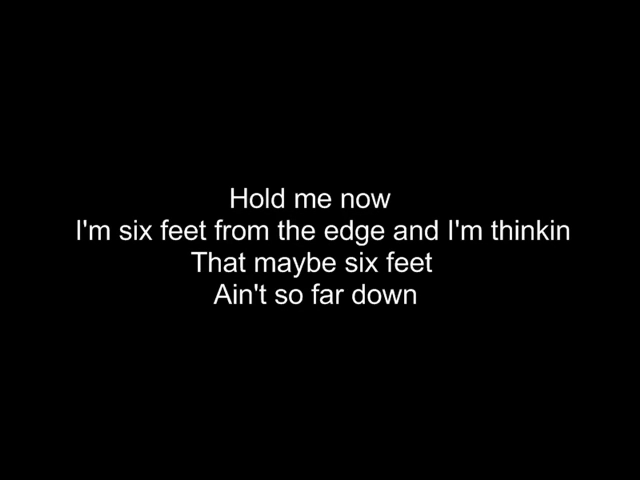 Hold me now
I'm six feet from the edge and I'm thinkin
That maybe six feet
Ain't so far down